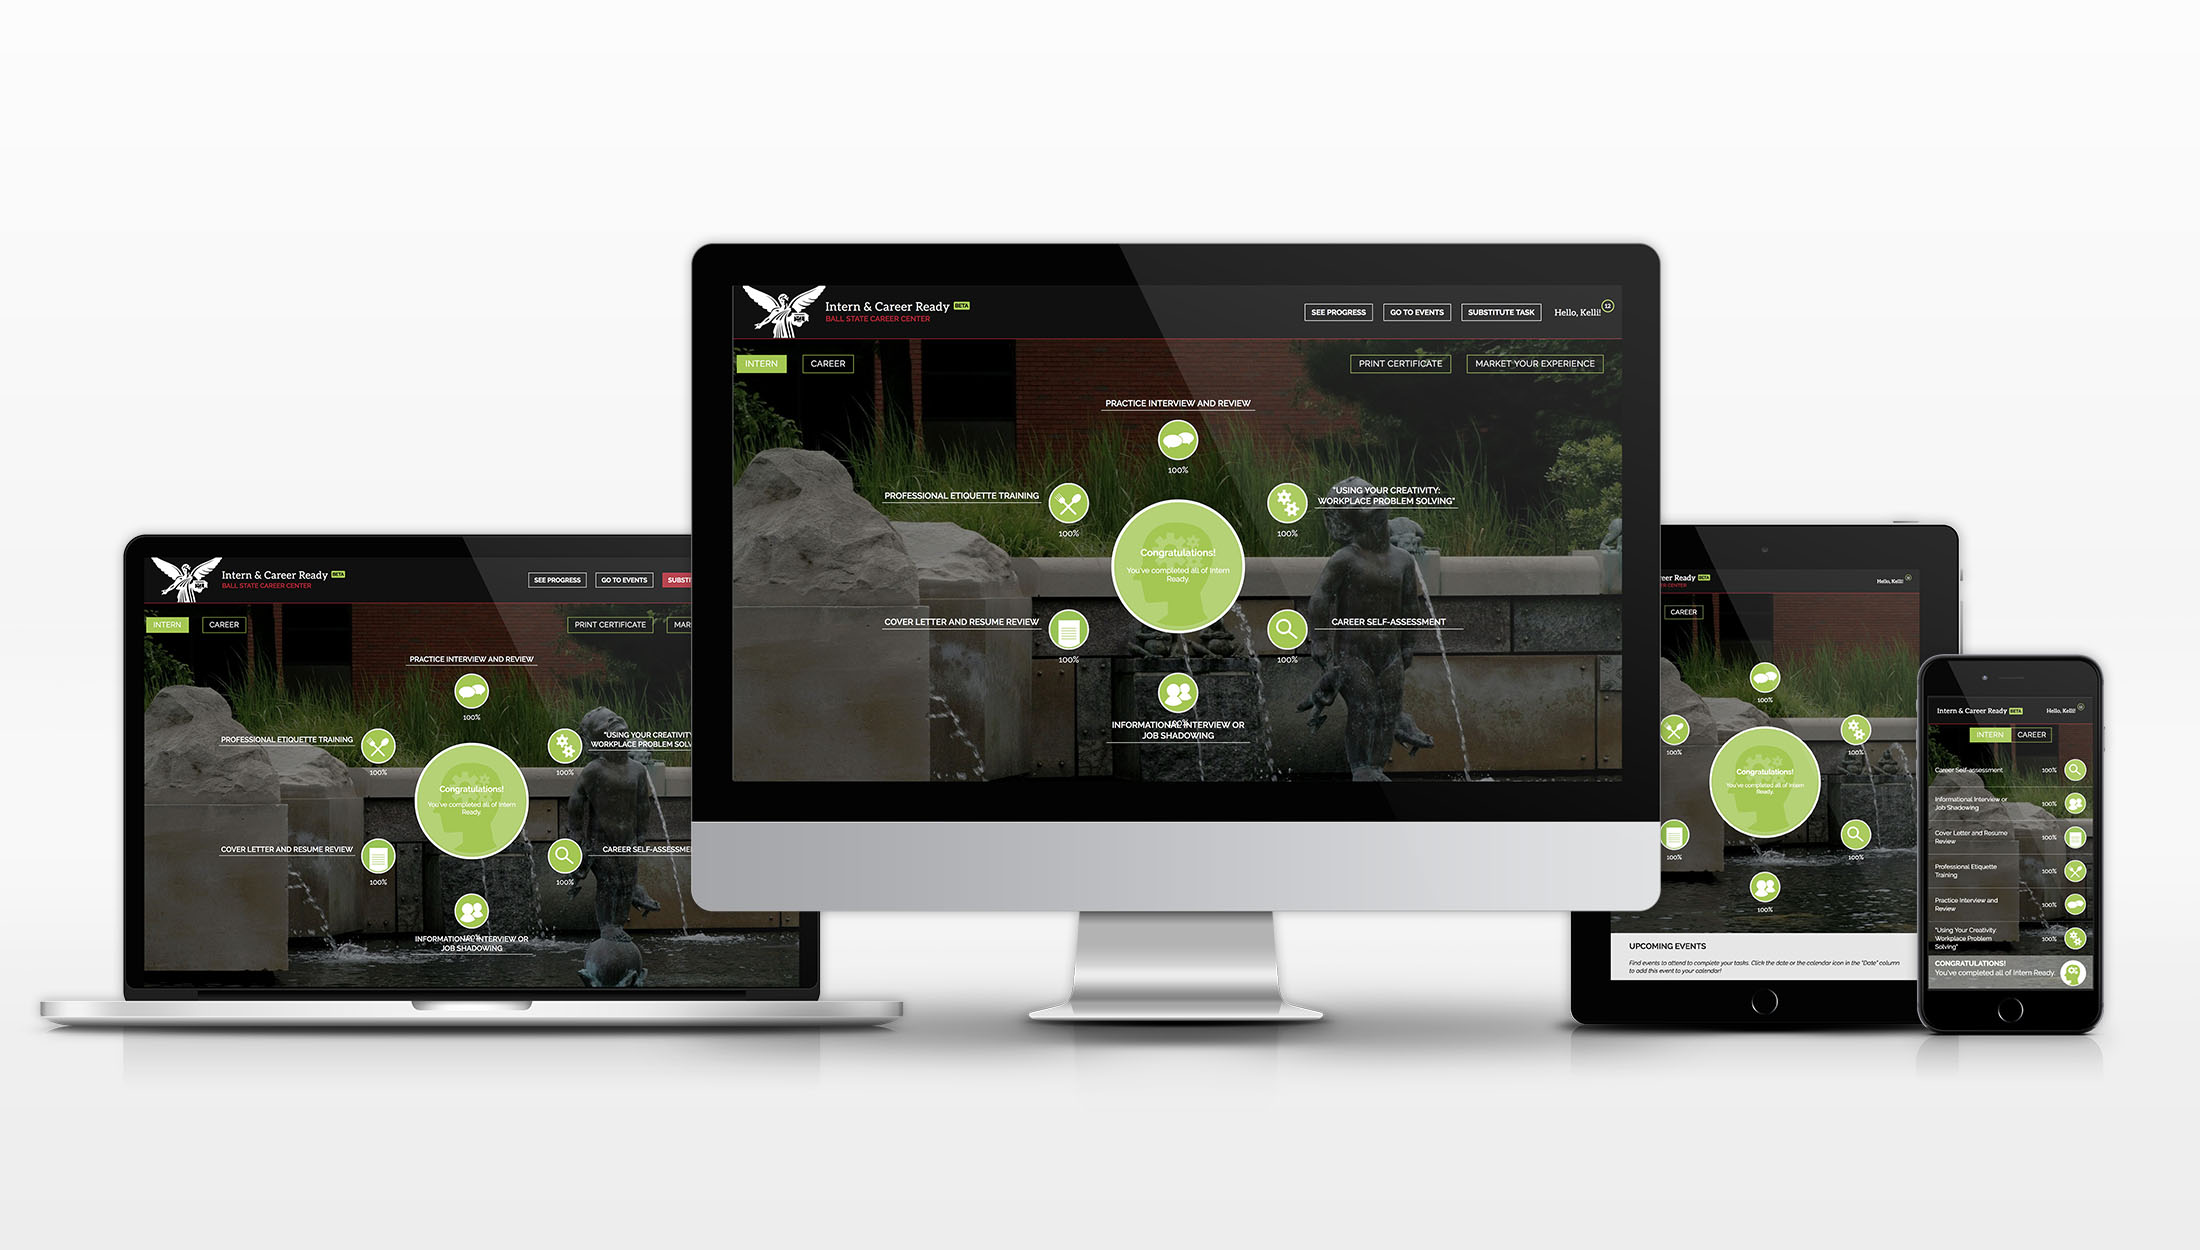 Intern & Career Ready BETA
BALL STATE CAREER CENTER
SEE PROGRESS
GO TO EVENTS
SUBSTITUTE TASK
Hello, Kelli!
12
INTERN
CAREER
PRINT CERTIFICATE
MARKET YOUR EXPERIENCE
PRACTICE INTERVIEW AND REVIEW
100%
PROFESSIONAL ETIQUETTE TRAINING
100%
"USING YOUR CREATIVITY:
WORKPLACE PROBLEM SOLVING"
100%
Congratulations!
You've completed all of Intern
Ready.
COVER LETTER AND RESUME REVIEW
100%
CAREER SELF-ASSESSMENT
100%
100%
INFORMATIONAL INTERVIEW OR
JOB SHADOWING
Intern & Career Ready BETA
BALL STATE CAREER CENTER
SEE PROGRESS
GO TO EVENTS
SUBSTI
INTERN
CAREER
PRINT CERTIFICATE
MAR
PRACTICE INTERVIEW AND REVIEW
100%
PROFESSIONAL ETIQUETTE TRAINING
100%
"USING YOUR CREATIVITY
WORKPLACE PROBLEM SOLV
100%
Congratulations!
You've completed all of Intern
Ready.
COVER LETTER AND RESUME REVIEW
100%
CAREER SELF-ASSESSME
100%
100%
INFORMATIONAL INTERVIEW OR
JOB SHADOWING
eer Ready BETA
CENTER
Hello, Kelli!
CAREER
100%
100%
100%
Congratulations!
You've completed all of Intern
Ready.
100%
100%
100%
UPCOMING EVENTS
Find events to attend to complete your tasks. Click the date or the calendar icon in the "Date" column
to add this event to your calendar!
Intern & Career Ready BETA
Hello, Kelli!
INTERN
CAREER
Career Self-assessment
100%
Informational Interview or
Job Shadowing
100%
Cover Letter and Resume
Review
100%
Professional Etiquette
Training
100%
Practice Interview and
Review
100%
"Using Your Creativity:
Workplace Problem
Solving"
100%
CONGRATULATIONS!
You've completed all of Intern Ready.